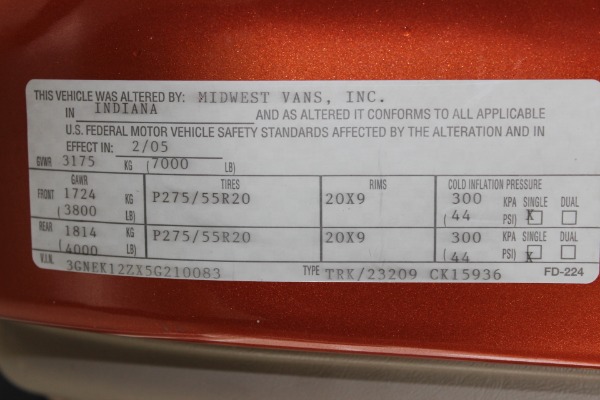 THIS VEHICLE WAS ALTERED BY: MIDWEST VANS, INC.
IN INDIANA AND AS ALTERED IT CONFORMS TO ALL APPLICABLE
U.S. FEDERAL MOTOR VEHICLE SAFETY STANDARDS AFFECTED BY THE ALTERATION AND IN
EFFECT IN: 2/05
GVWR 3175 KG (7000 LB)
GAWR TIRES RIMS COLD INFLATION PRESSURE
FRONT 1724 KG P275/55R20 20X9 300 KPA SINGLE DUAL
(3800 LB) (44 PSI) X
REAR 1814 KG P275/55R20 20X9 300 KPA SINGLE DUAL
(4000 LB) (44 PSI) X
V.I.N. 3GNEK12ZX5G210083 TYPE TRK/23209 CK15936 FD-224